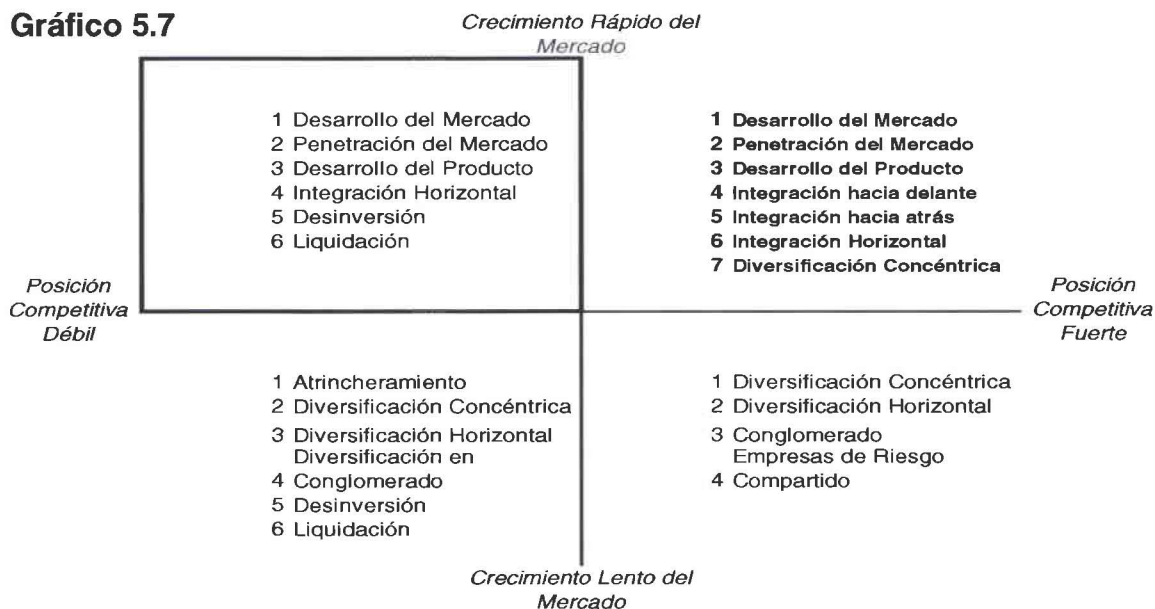 Gráfico 5.7
Crecimiento Rápido del
Mercado
1 Desarrollo del Mercado
2 Penetración del Mercado
3 Desarrollo del Producto
4 Integración Horizontal
5 Desinversión
6 Liquidación
1 Desarrollo del Mercado
2 Penetración del Mercado
3 Desarrollo del Producto
4 Integración hacia delante
5 Integración hacia atrás
6 Integración Horizontal
7 Diversificación Concéntrica
Posición
Competitiva
Débil
Posición
Competitiva
Fuerte
1 Atrincheramiento
2 Diversificación Concéntrica
3 Diversificación Horizontal
Diversificación en
4 Conglomerado
5 Desinversión
6 Liquidación
1 Diversificación Concéntrica
2 Diversificación Horizontal
3 Conglomerado
Empresas de Riesgo
4 Compartido
Crecimiento Lento del
Mercado